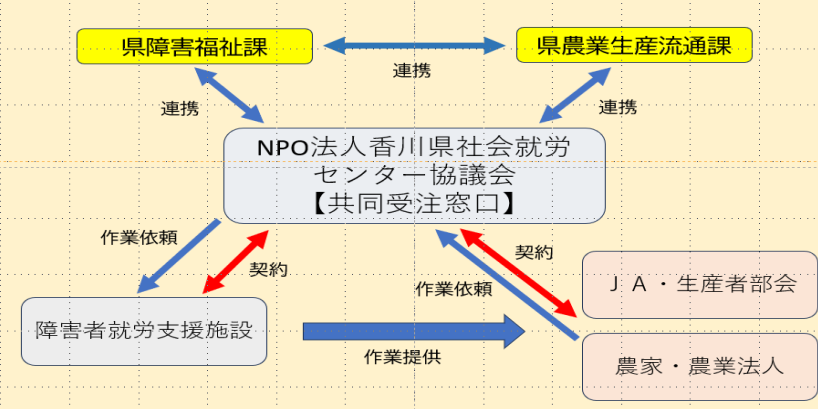 県障害福祉課
県農業生産流通課
連携
連携
連携
NPO法人香川県社会就労
センター協議会
【共同受注窓口】
作業依頼
契約
契約
作業依頼
ＪＡ・生産者部会
障害者就労支援施設
作業提供
農家・農業法人